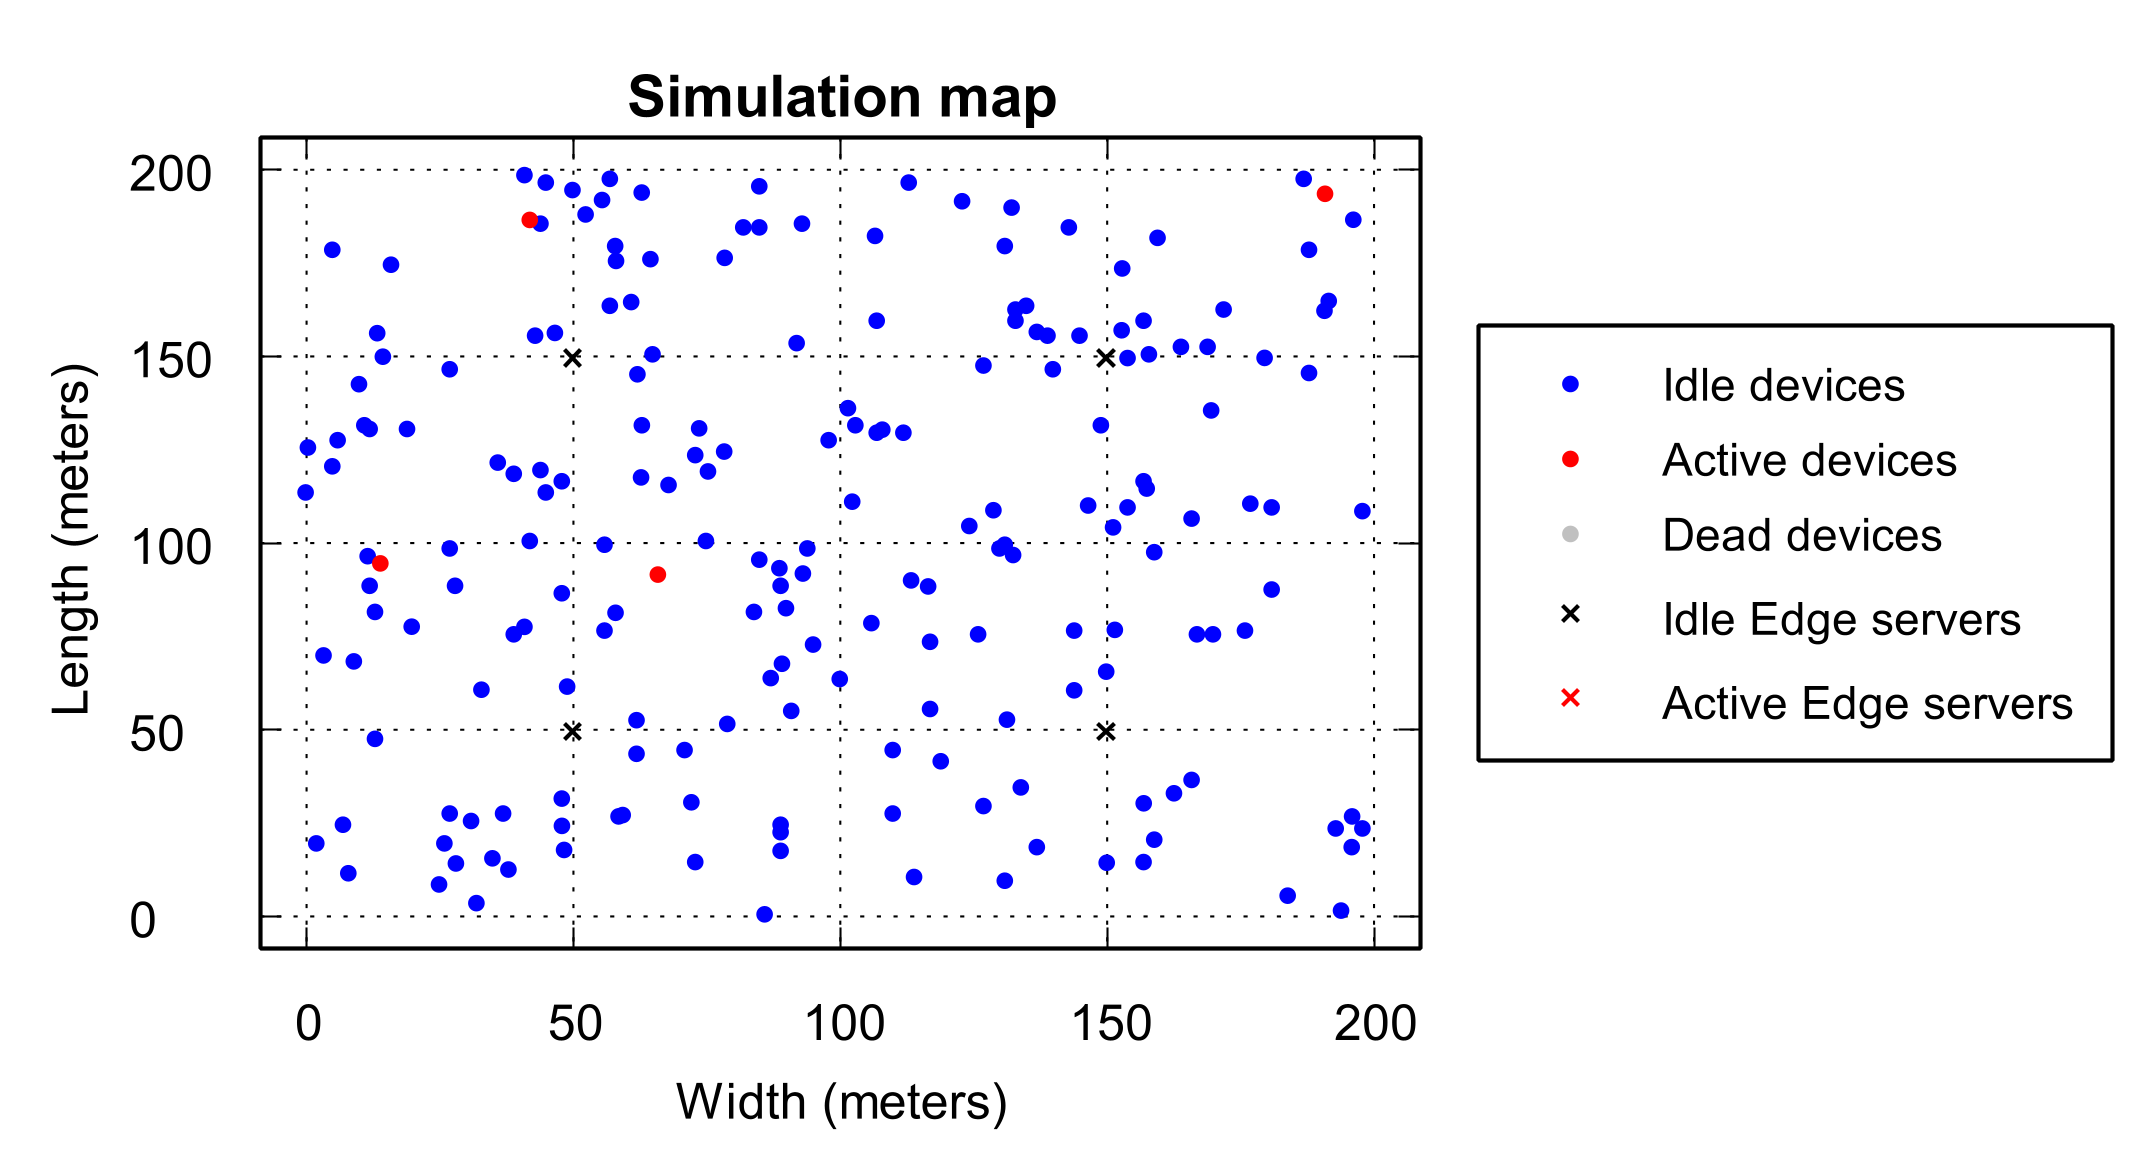 Simulation map
200
150
100
50
0
Length (meters)
0 50 100 150 200
Width (meters)
Idle devices
Active devices
Dead devices
Idle Edge servers
Active Edge servers